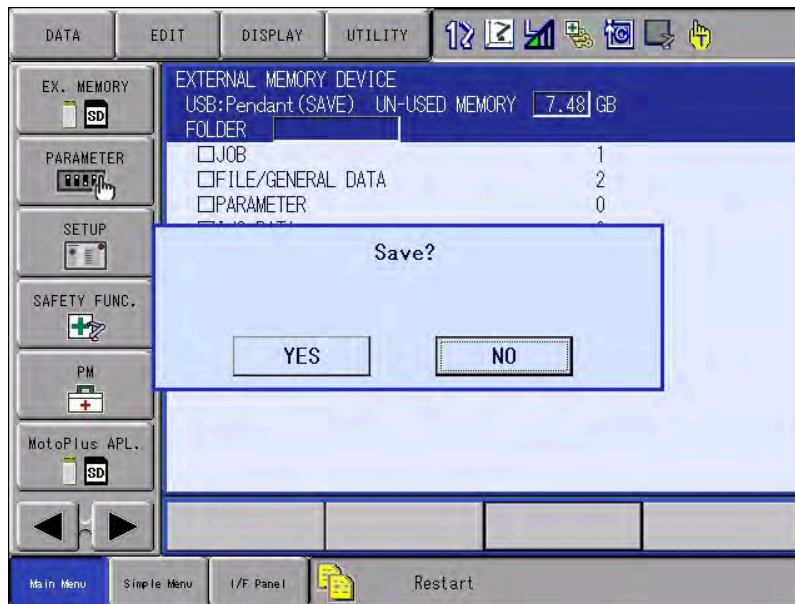 DATA
EDIT
DISPLAY
UTILITY
EX. MEMORY
SD
PARAMETER
SETUP
SAFETY FUNC.
PM
MotoPlus APL.
SD
EXTERNAL MEMORY DEVICE
USB:Pendant(SAVE) UN-USED MEMORY 7.48 GB
FOLDER
JOB 1
FILE/GENERAL DATA 2
PARAMETER 0
Save?
YES
NO
Main Menu
Simple Menu
I/F Panel
Restart